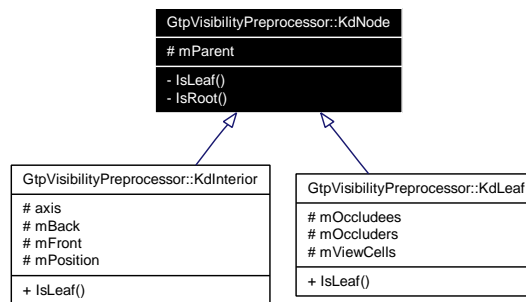 GtpVisibilityPreprocessor::KdNode
# mParent
- IsLeaf()
- IsRoot()
GtpVisibilityPreprocessor::KdInterior
# axis
# mBack
# mFront
# mPosition
+ IsLeaf()
GtpVisibilityPreprocessor::KdLeaf
# mOccludees
# mOccluders
# mViewCells
+ IsLeaf()